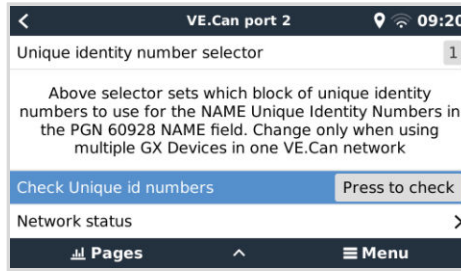 VE.Can port 2 09:20
Unique identity number selector 1
Above selector sets which block of unique identity
numbers to use for the NAME Unique Identity Numbers in
the PGN 60928 NAME field. Change only when using
multiple GX Devices in one VE.Can network
Check Unique id numbers Press to check
Network status
Pages Menu